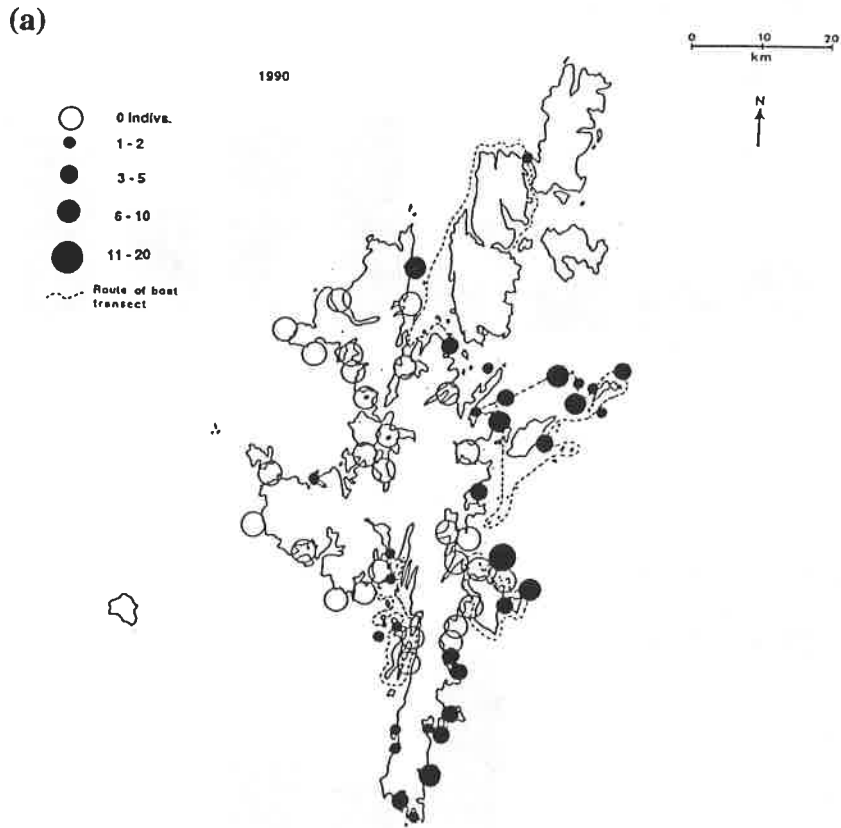 (a)
0 10 20
km
1990
N
0 Indivs.
1 - 2
3 - 5
6 - 10
11 - 20
Route of boat
transect